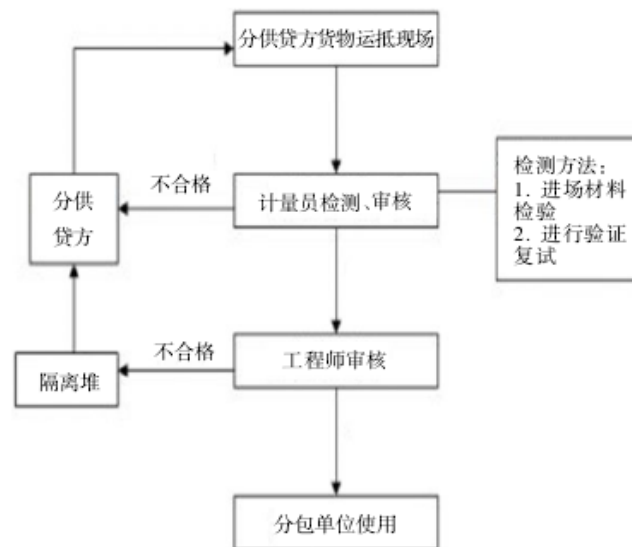 分供贷方货物运抵现场
检测方法：
1. 进场材料
检验
2. 进行验证
复试
不合格
分供
贷方
计量员检测、审核
不合格
工程师审核
隔离堆
分包单位使用